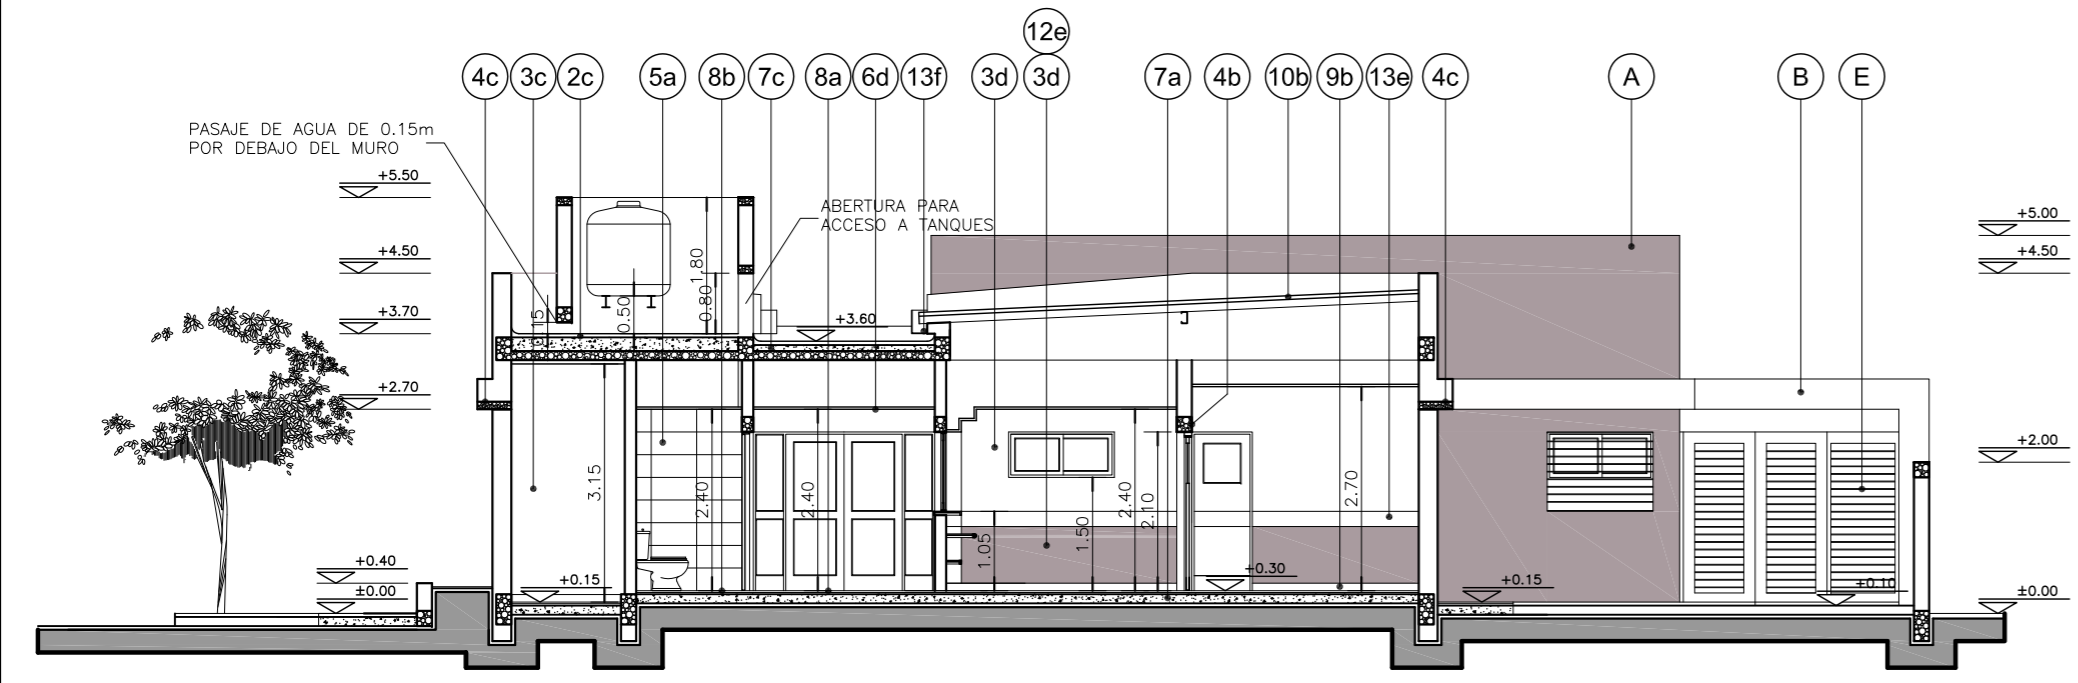 12e
4c
3c
2c
5a
8b
7c
8a
6d
13f
3d
3d
7a
4b
10b
9b
13e
4c
A
B
E
PASAJE DE AGUA DE 0.15m
POR DEBAJO DEL MURO
+5.50
ABERTURA PARA
ACCESO A TANQUES
+5.00
+4.50
1.80
+4.50
+3.70
0.15
0.50
0.80
+3.60
+2.70
+2.00
3.15
2.40
2.40
1.05
1.50
2.40
2.10
2.70
+0.40
±0.00
+0.15
+0.30
+0.15
+0.10
±0.00